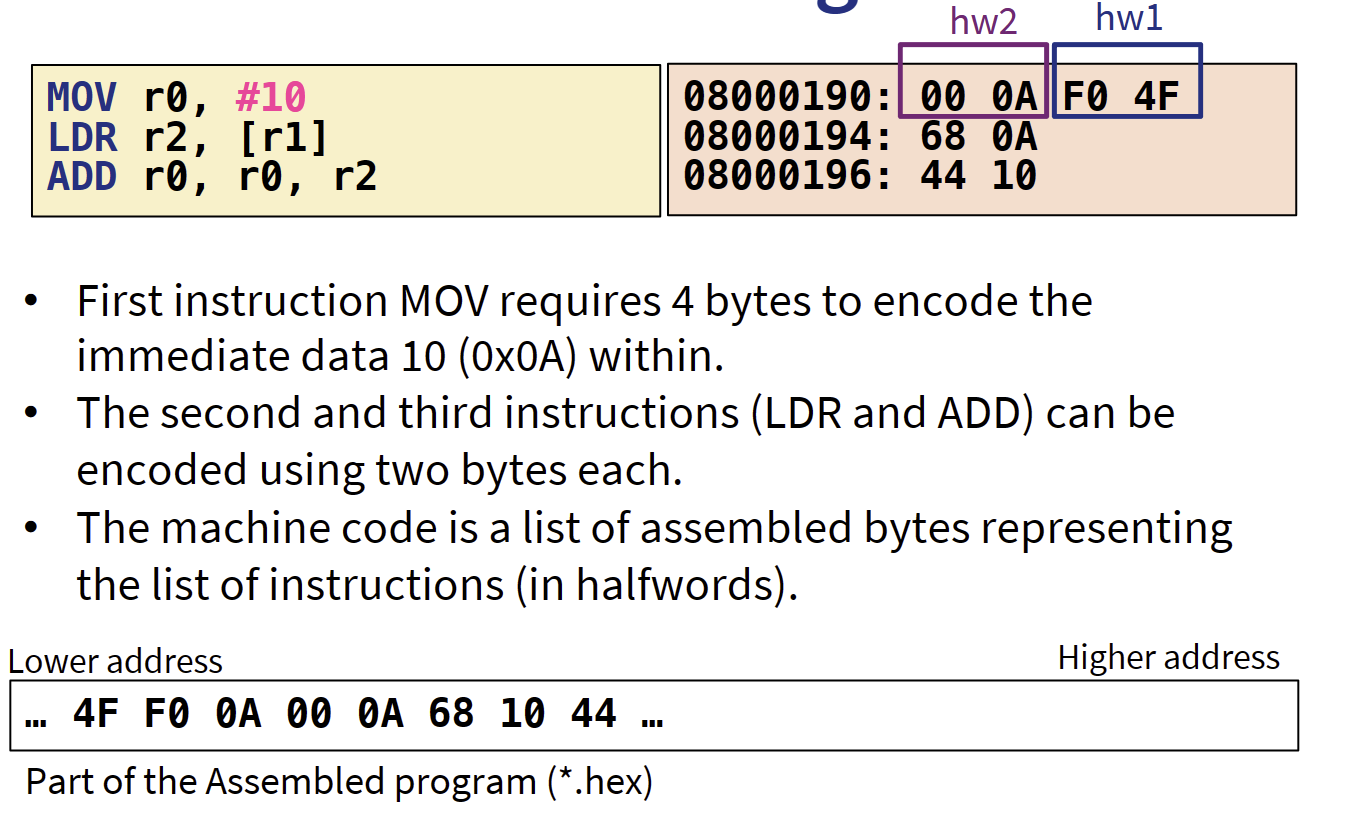 hw2 hw1
MOV r0, #10
LDR r2, [r1]
ADD r0, r0, r2
08000190: 00 0A F0 4F
08000194: 68 0A
08000196: 44 10
• First instruction MOV requires 4 bytes to encode the
immediate data 10 (0x0A) within.
• The second and third instructions (LDR and ADD) can be
encoded using two bytes each.
• The machine code is a list of assembled bytes representing
the list of instructions (in halfwords).
Lower address Higher address
… 4F F0 0A 00 0A 68 10 44 …
Part of the Assembled program (*.hex)